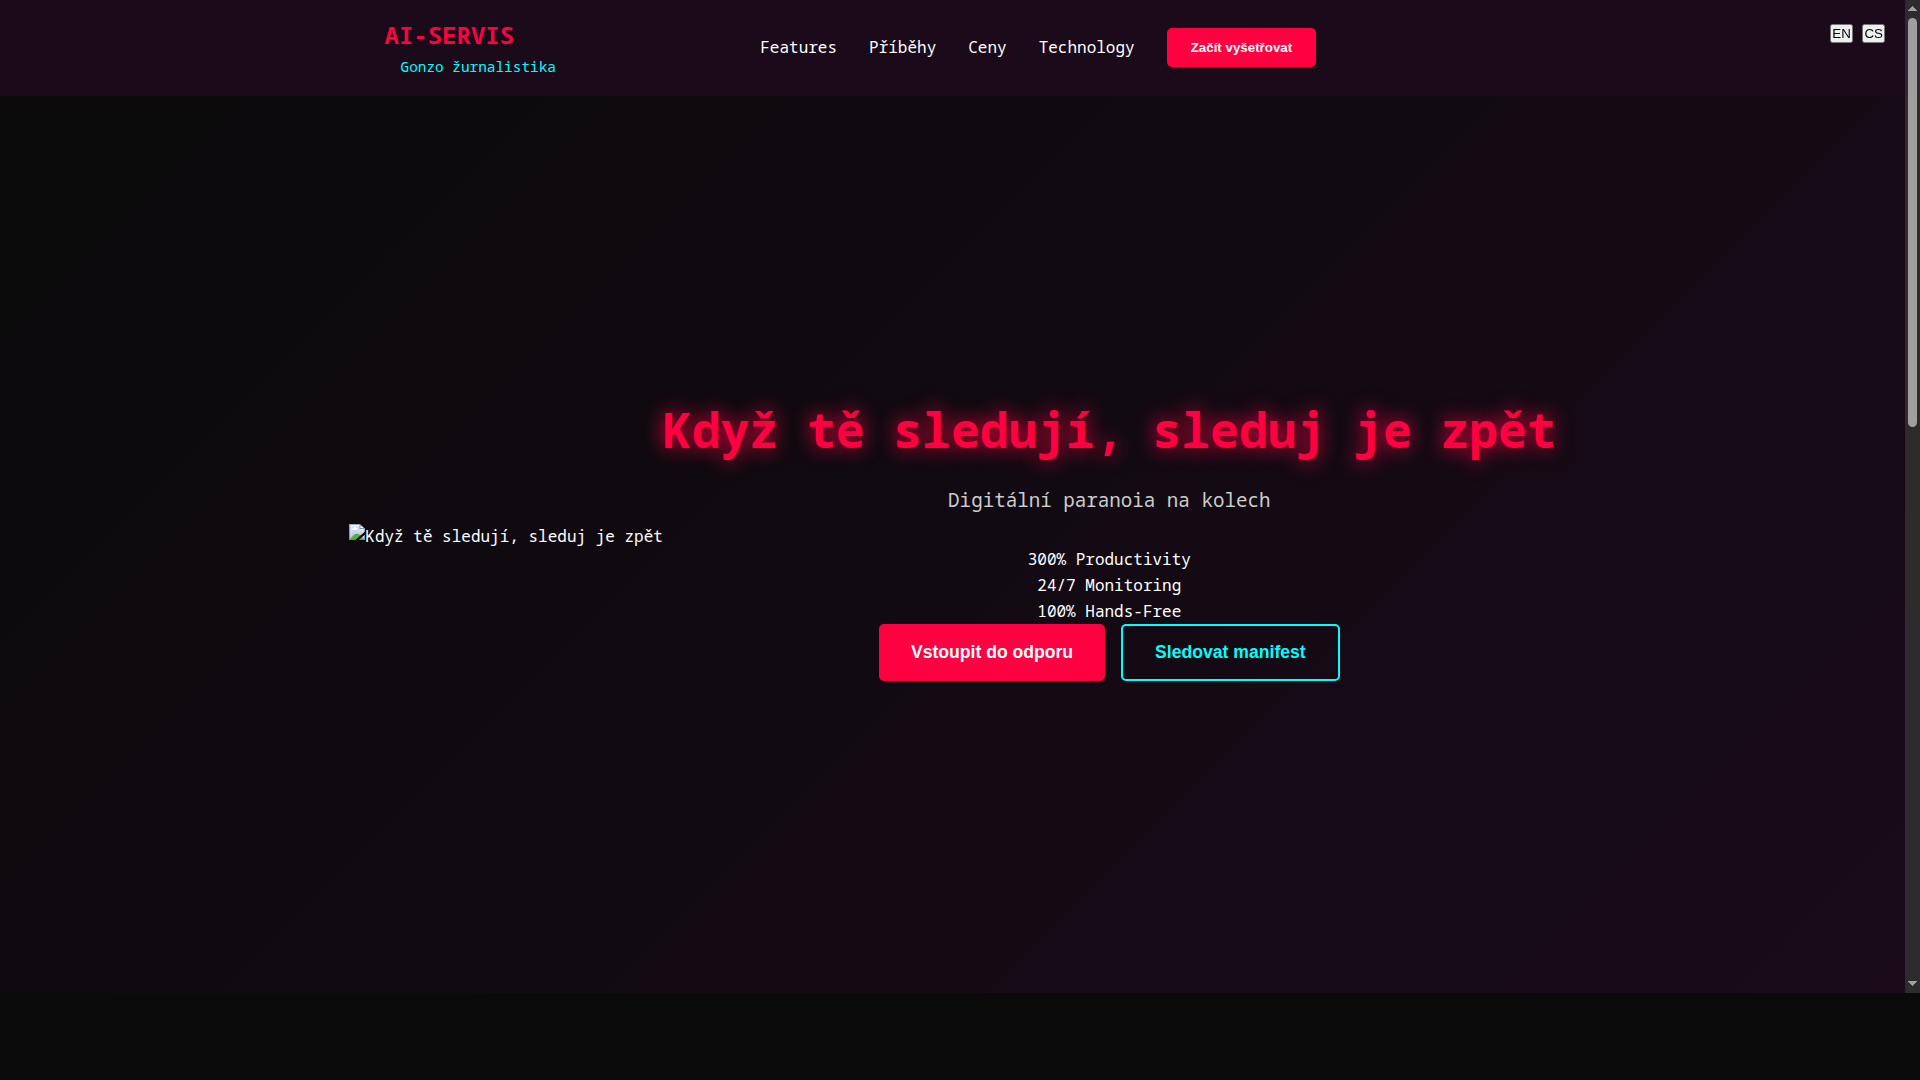 AI-SERVIS
Gonzo žurnalistika
Features
Příběhy
Ceny
Technology
Začít vyšetřovat
EN
CS
Když tě sledují, sleduj je zpět
Digitální paranoia na kolech
Když tě sledují, sleduj je zpět
300% Productivity
24/7 Monitoring
100% Hands-Free
Vstoupit do odporu
Sledovat manifest